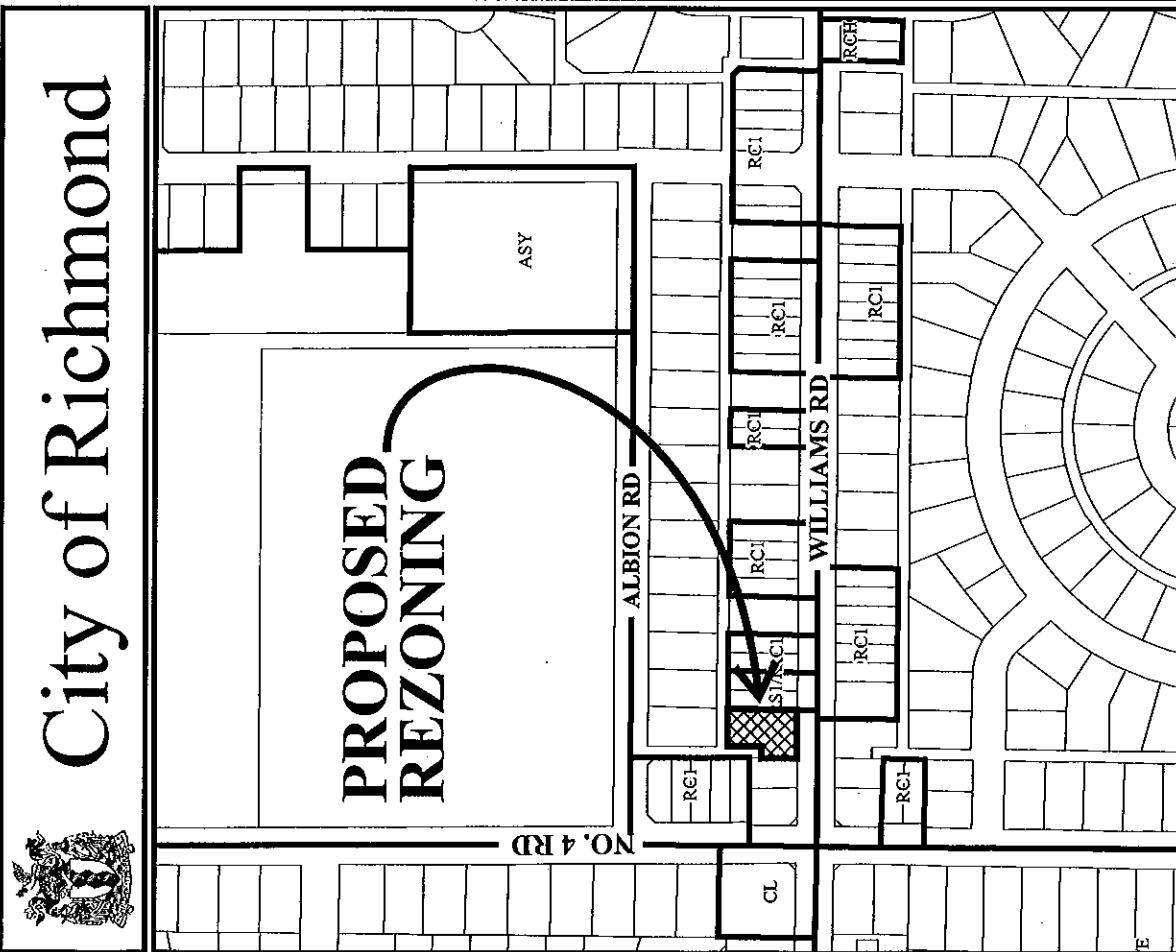 City of Richmond
PROPOSED
REZONING
ASY
NO. 4 RD
ALBION RD
RC1
CL
S1/RC1
RC1
RC1
RC1
RC1
WILLIAMS RD
RCH
RC1
RC1
RC1
E